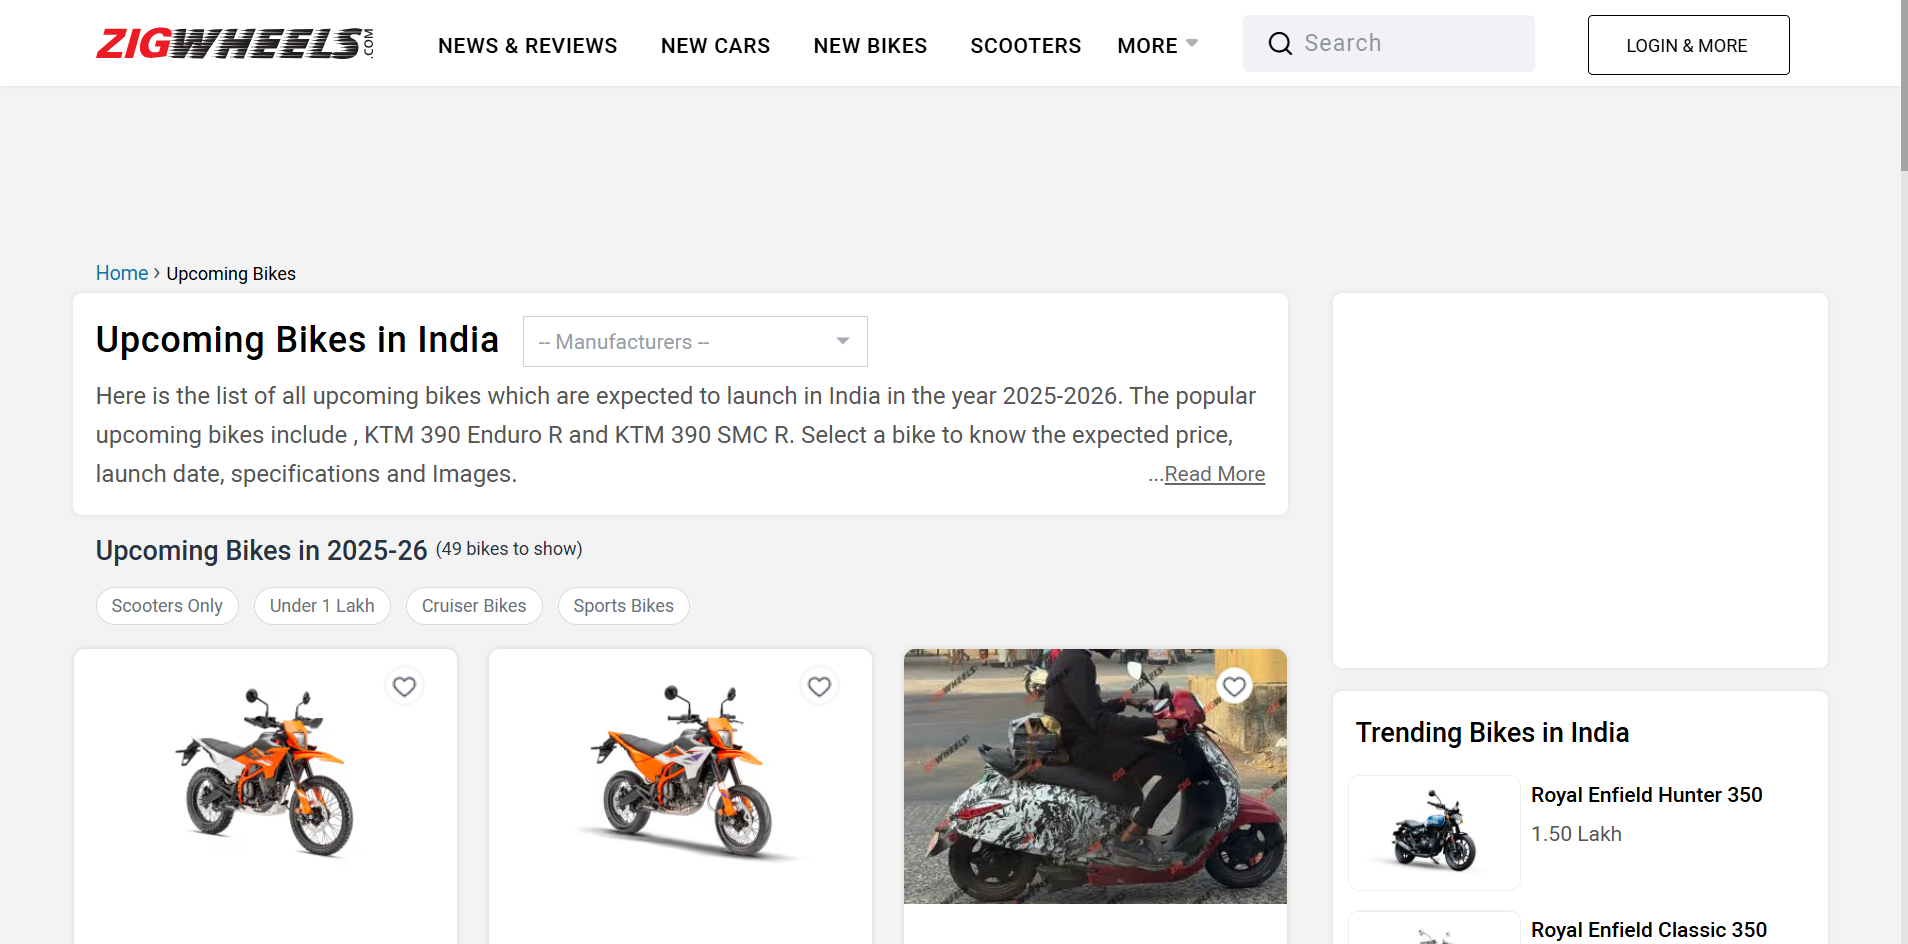 ZIGWHEELS.COM
NEWS & REVIEWS
NEW CARS
NEW BIKES
SCOOTERS
MORE
Search
LOGIN & MORE
Home › Upcoming Bikes
Upcoming Bikes in India
-- Manufacturers --
Here is the list of all upcoming bikes which are expected to launch in India in the year 2025-2026. The popular
upcoming bikes include , KTM 390 Enduro R and KTM 390 SMC R. Select a bike to know the expected price,
launch date, specifications and Images.
...Read More
Upcoming Bikes in 2025-26 (49 bikes to show)
Scooters Only
Under 1 Lakh
Cruiser Bikes
Sports Bikes
Trending Bikes in India
Royal Enfield Hunter 350
1.50 Lakh
Royal Enfield Classic 350